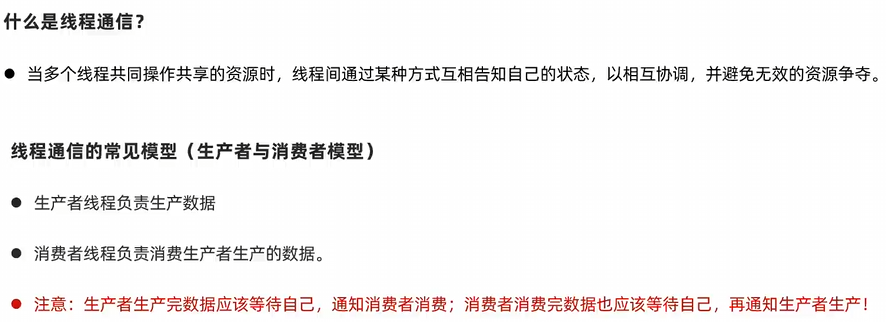 什么是线程通信？
● 当多个线程共同操作共享的资源时，线程间通过某种方式互相告知自己的状态，以相互协调，并避免无效的资源争夺。
线程通信的常见模型（生产者与消费者模型）
● 生产者线程负责生产数据
● 消费者线程负责消费生产者生产的数据。
● 注意：生产者生产完数据应该等待自己，通知消费者消费；消费者消费完数据也应该等待自己，再通知生产者生产！